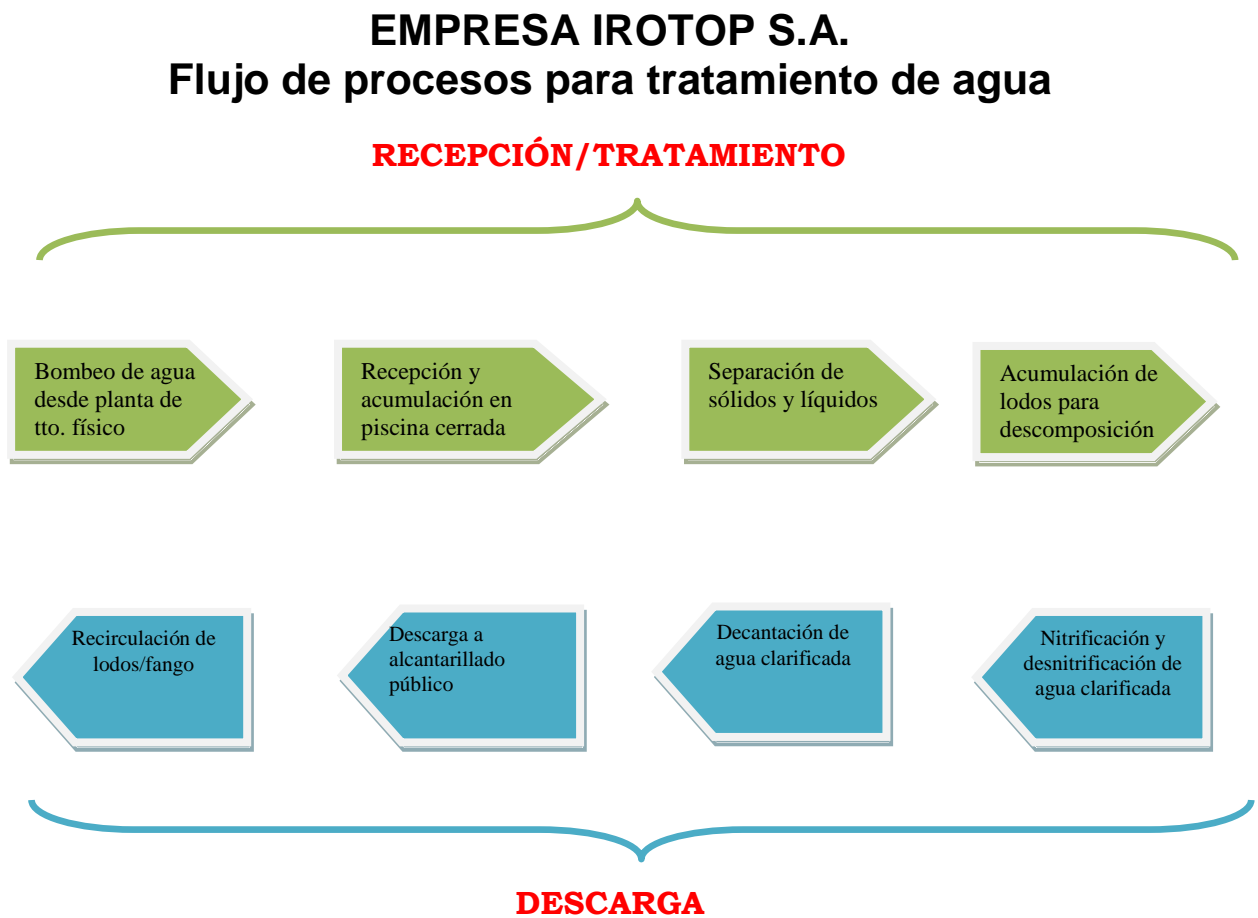 EMPRESA IROTOP S.A.
Flujo de procesos para tratamiento de agua
RECEPCIÓN/TRATAMIENTO
Bombeo de agua
desde planta de
tto. físico
Recepción y
acumulación en
piscina cerrada
Separación de
sólidos y líquidos
Acumulación de
lodos para
descomposición
Recirculación de
lodos/fango
Descarga a
alcantarillado
público
Decantación de
agua clarificada
Nitrificación y
desnitrificación de
agua clarificada
DESCARGA